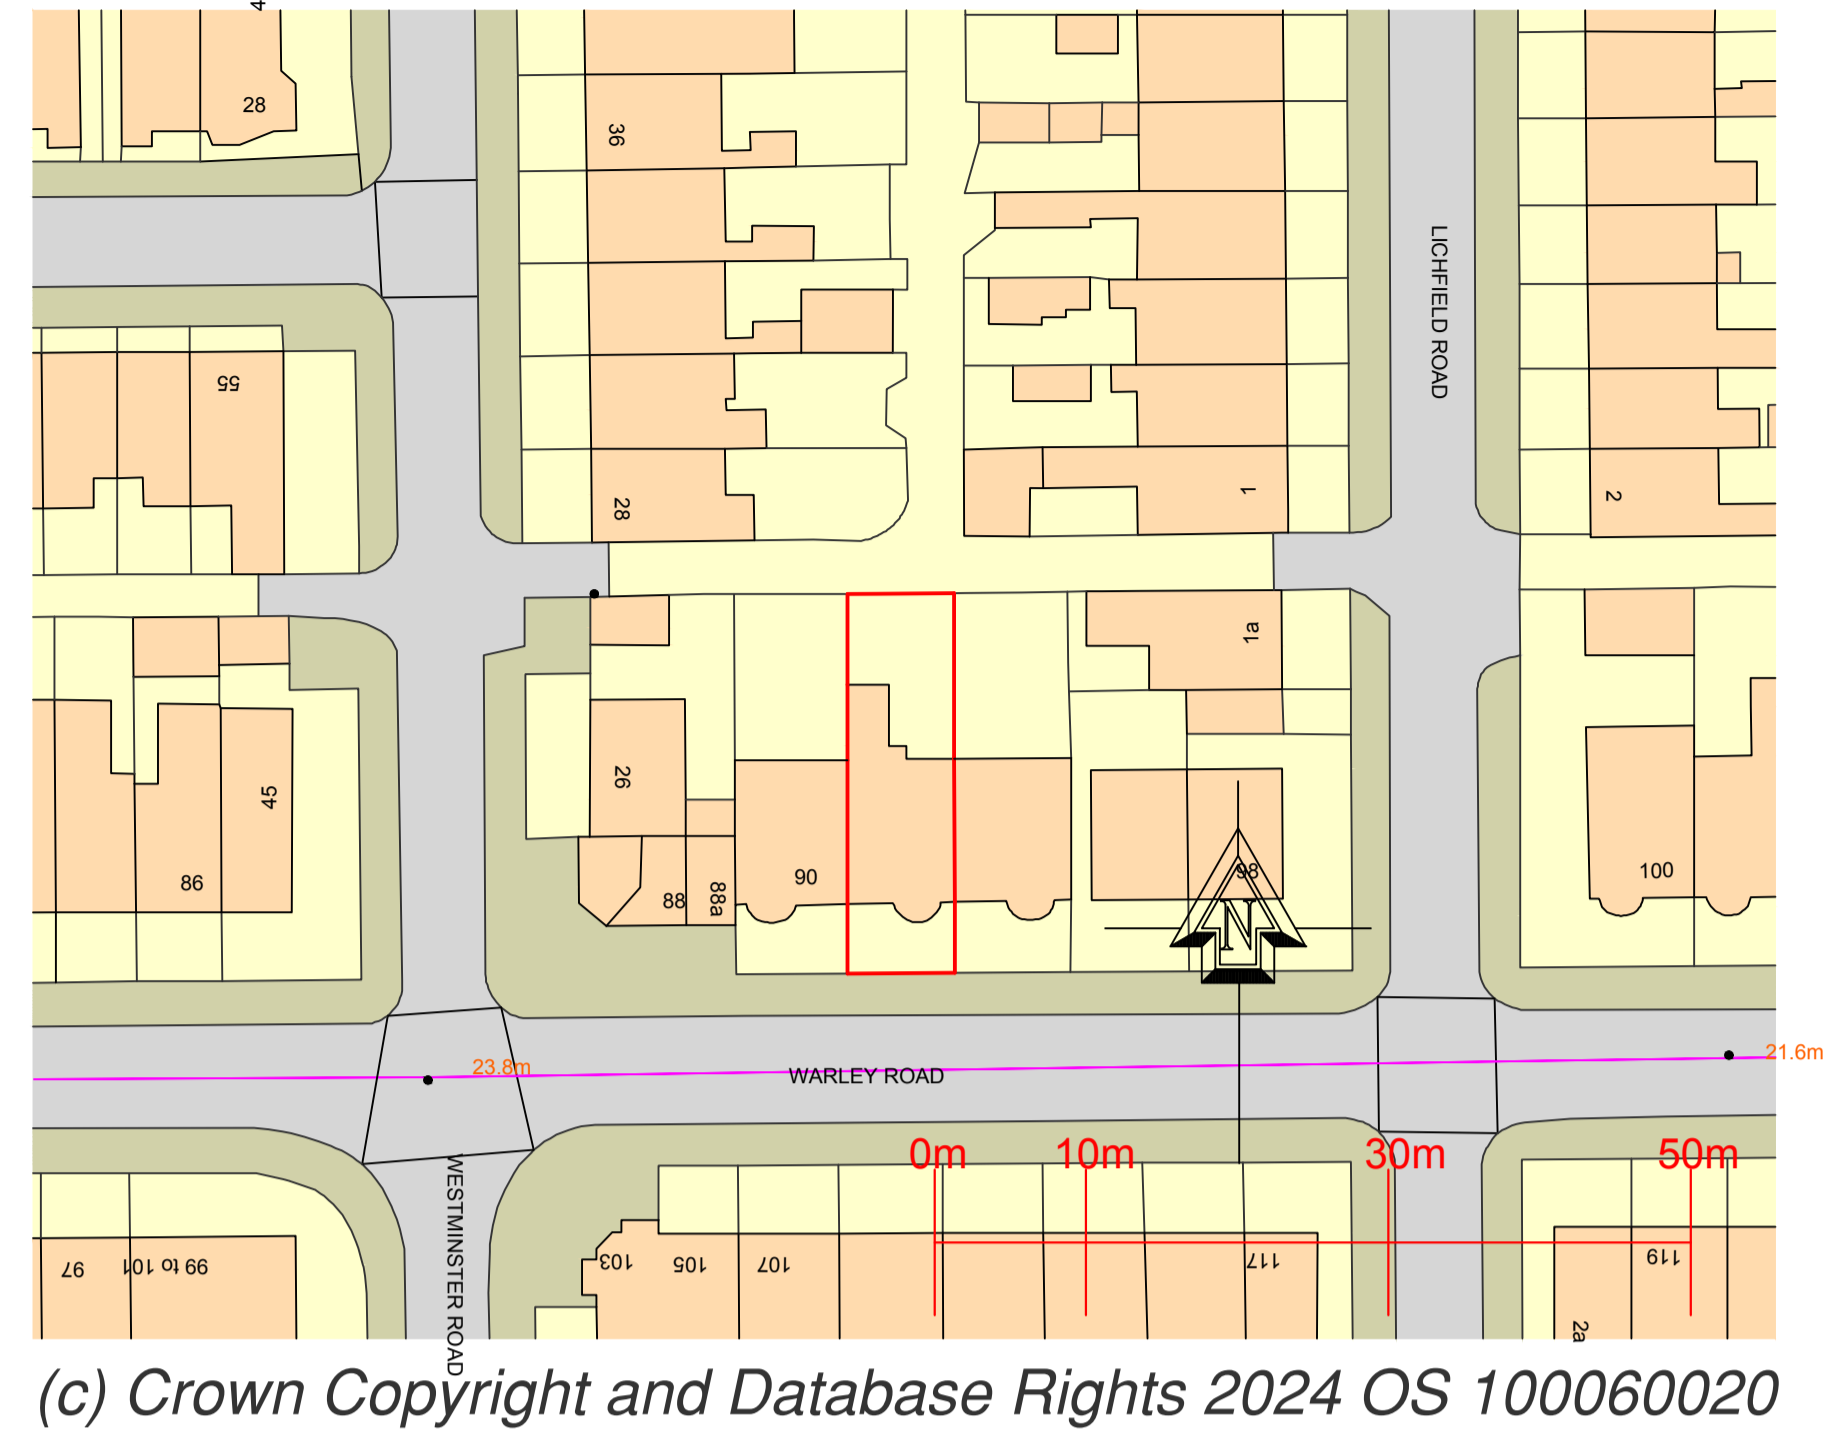 4
28
36
LICHFIELD ROAD
55
28
1
2
1a
26
45
86
88
88a
90
98
100
N
23.8m
WARLEY ROAD
21.6m
0m
10m
30m
50m
WESTMINSTER ROAD
97
99 to 101
103
105
107
117
119
2a
(c) Crown Copyright and Database Rights 2024 OS 100060020